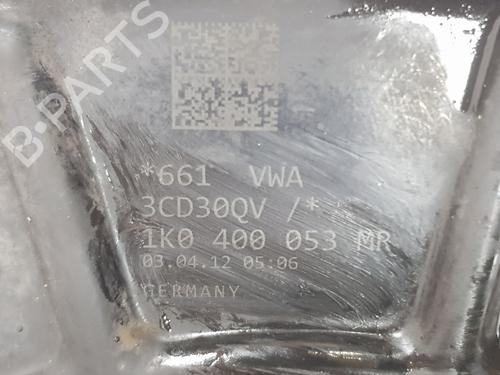 B-PARTS
*661 VWA
3CD30QV /*
1K0 400 053 MR
03.04.12 05:06
GERMANY